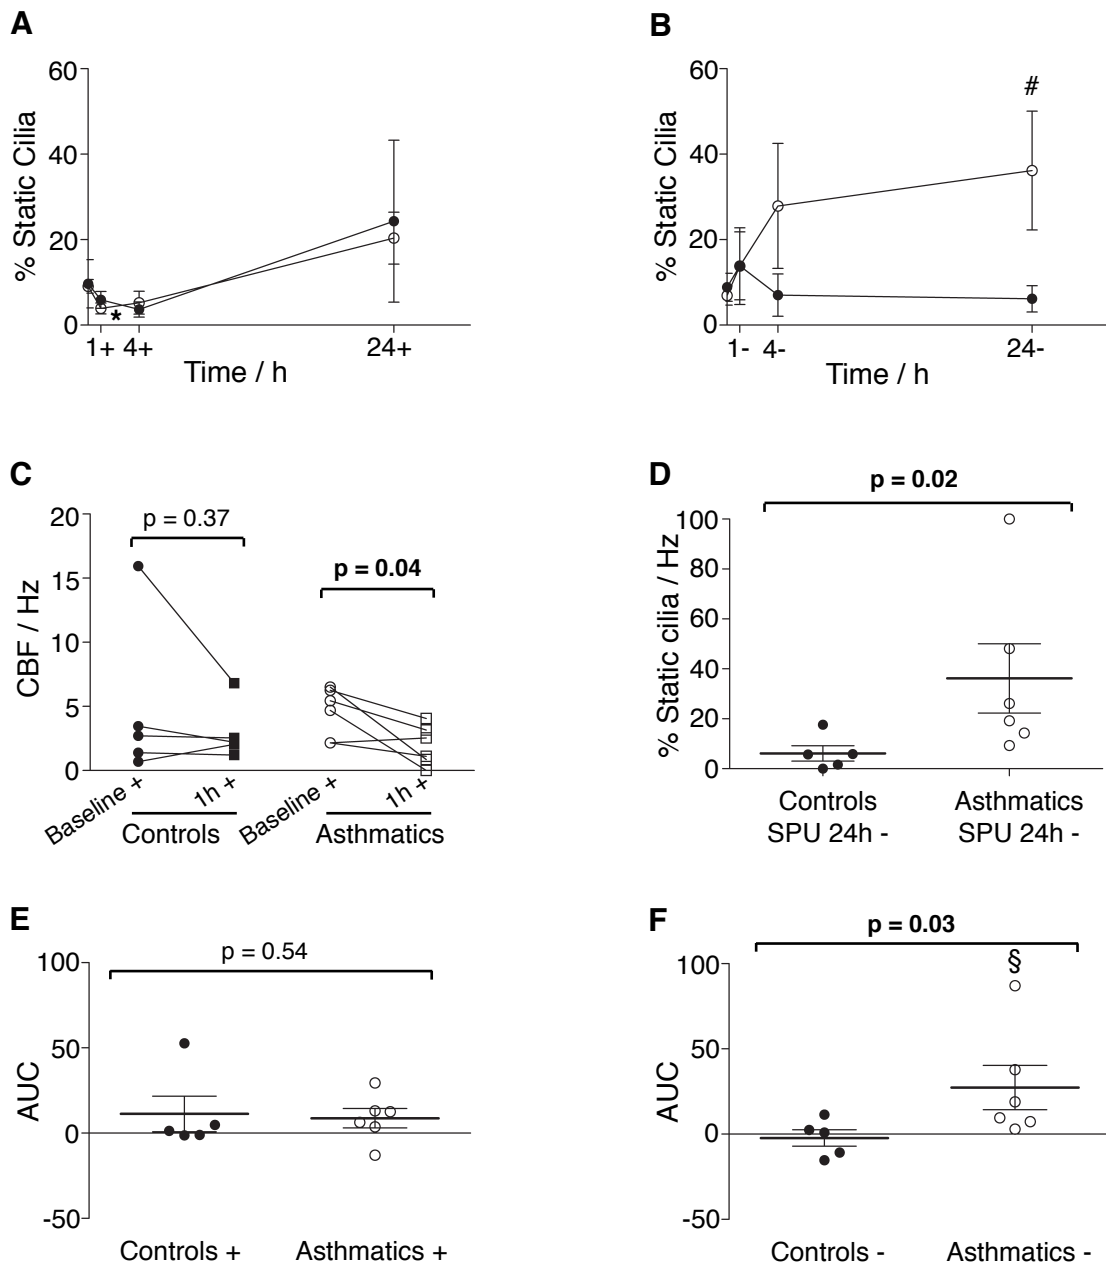 A
% Static Cilia
60
40
20
0
*
1+ 4+ 24+
Time / h
B
% Static Cilia
60
40
20
0
#
1- 4- 24-
Time / h
C
CBF / Hz
20
15
10
5
0
p = 0.37
p = 0.04
Baseline + 1h + Baseline + 1h +
Controls Asthmatics
D
% Static cilia / Hz
p = 0.02
100
80
60
40
20
0
Controls Asthmatics
SPU 24h - SPU 24h -
E
AUC
p = 0.54
100
50
0
-50
Controls + Asthmatics +
F
AUC
p = 0.03
§
100
50
0
-50
Controls - Asthmatics -